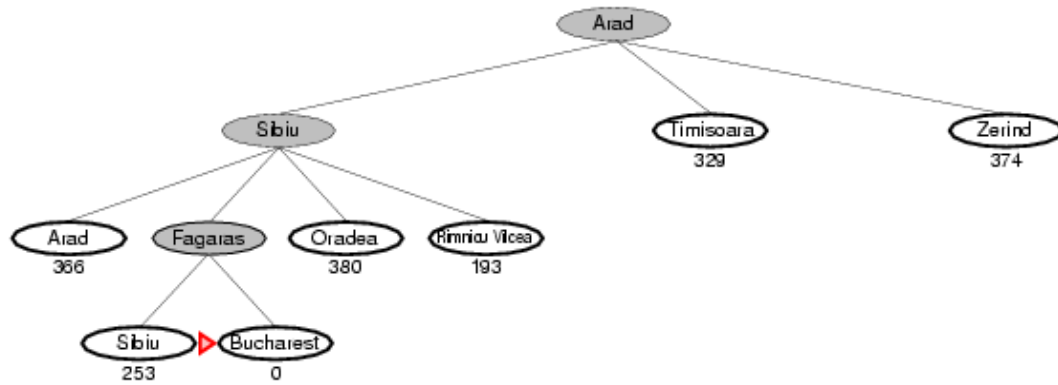 Arad
Sibiu
Timisoara
Zerind
329
374
Arad
Fagaras
Oradea
Rimnicu Vilcea
366
380
193
Sibiu
Bucharest
253
0